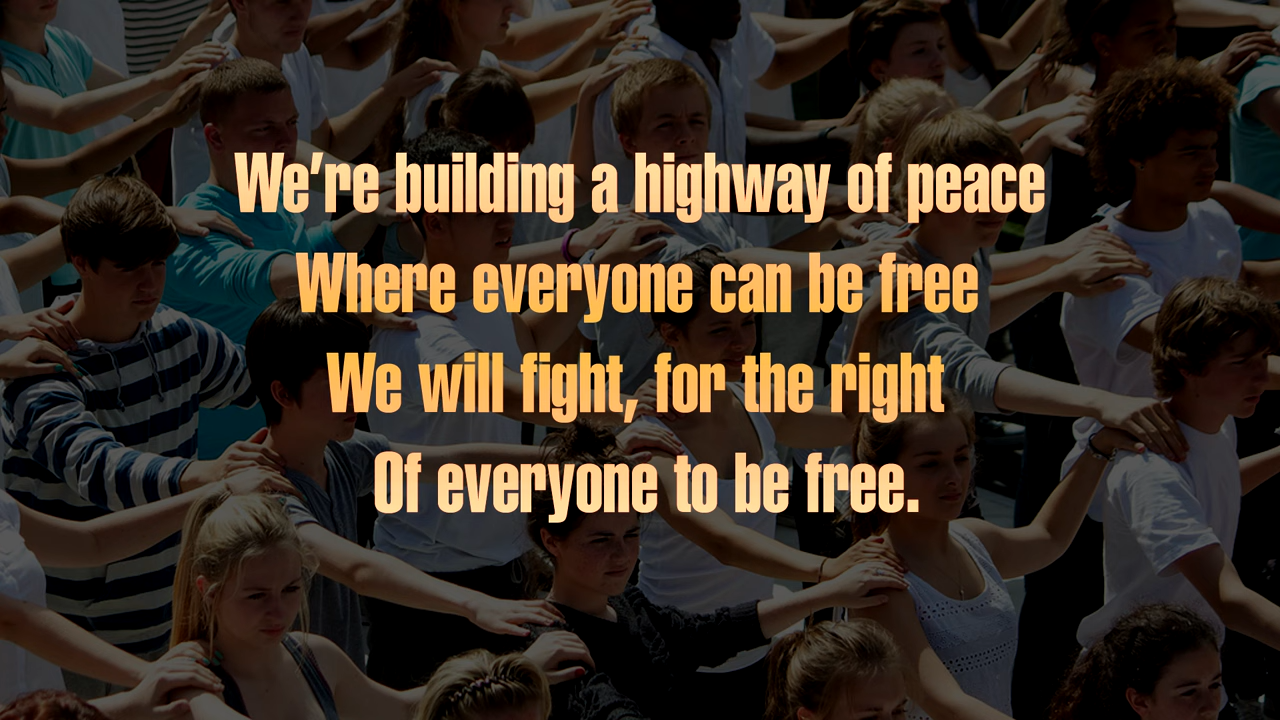 We’re building a highway of peace
Where everyone can be free
We will fight, for the right
Of everyone to be free.